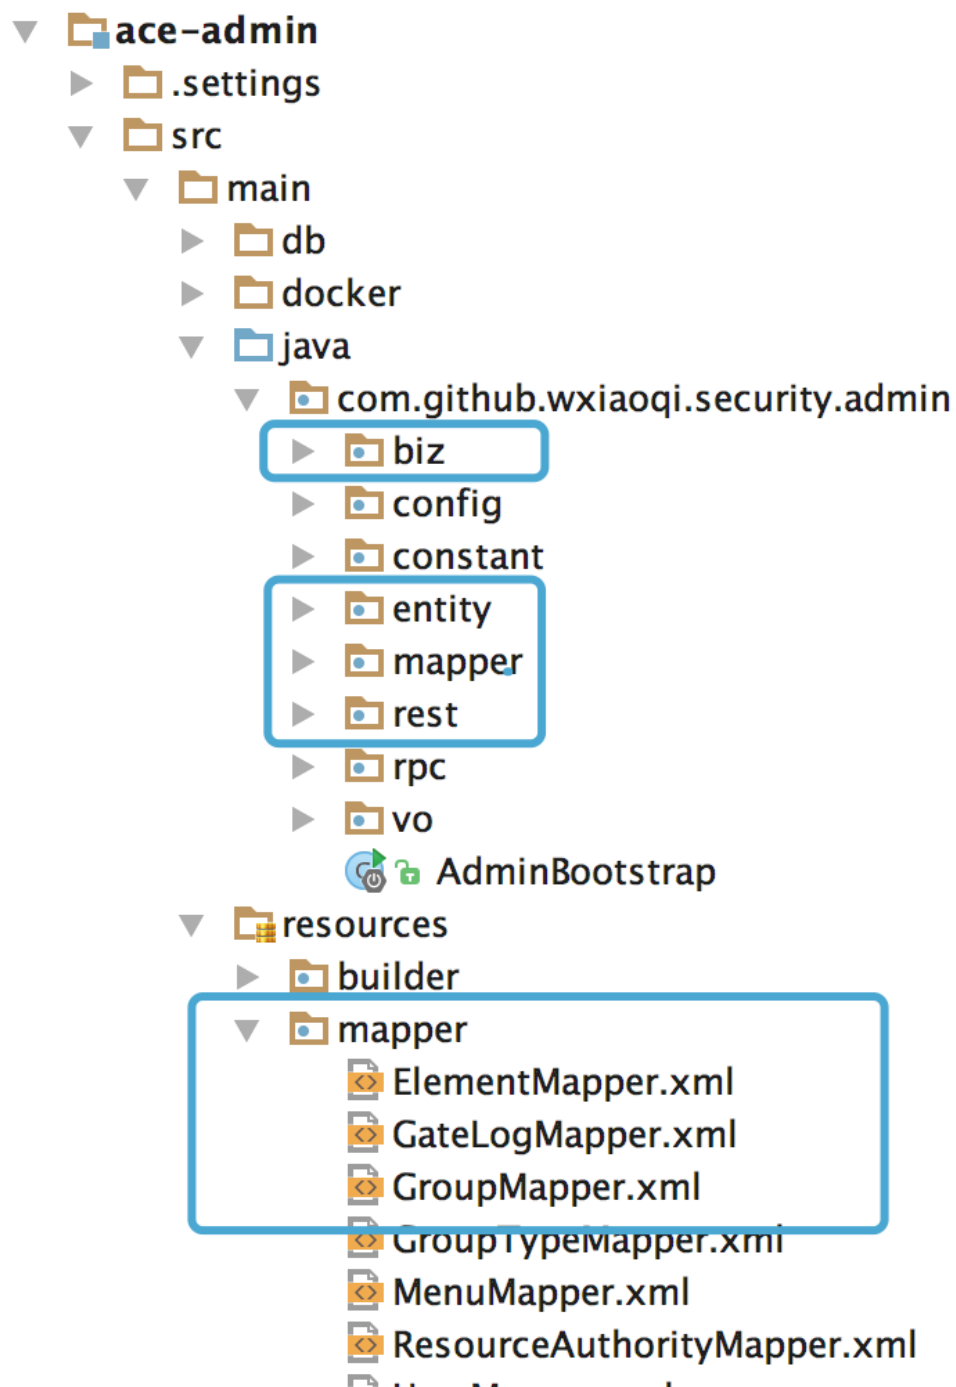 ace-admin
.settings
src
main
db
docker
java
com.github.wxiaoqi.security.admin
biz
config
constant
entity
mapper
rest
rpc
vo
AdminBootstrap
resources
builder
mapper
ElementMapper.xml
GateLogMapper.xml
GroupMapper.xml
GroupTypeMapper.xml
MenuMapper.xml
ResourceAuthorityMapper.xml